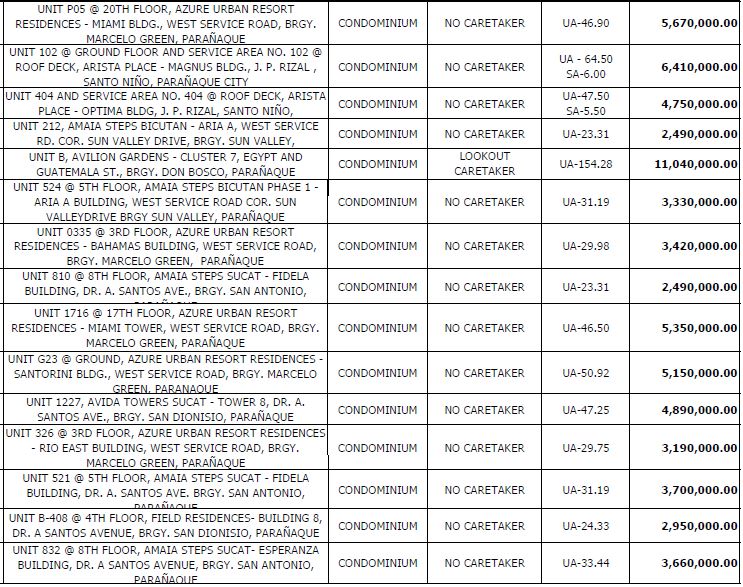 UNIT P05 @ 20TH FLOOR, AZURE URBAN RESORT
RESIDENCES - MIAMI BLDG., WEST SERVICE ROAD, BRGY.
MARCELO GREEN, PARAÑAQUE
CONDOMINIUM
NO CARETAKER
UA-46.90
5,670,000.00
UNIT 102 @ GROUND FLOOR AND SERVICE AREA NO. 102 @
ROOF DECK, ARISTA PLACE - MAGNUS BLDG., J. P. RIZAL ,
SANTO NIÑO, PARAÑAQUE CITY
CONDOMINIUM
NO CARETAKER
UA - 64.50
SA-6.00
6,410,000.00
UNIT 404 AND SERVICE AREA NO. 404 @ ROOF DECK, ARISTA
PLACE - OPTIMA BLDG, J. P. RIZAL, SANTO NIÑO,
CONDOMINIUM
NO CARETAKER
UA-47.50
SA-5.50
4,750,000.00
UNIT 212, AMAIA STEPS BICUTAN - ARIA A, WEST SERVICE
RD. COR. SUN VALLEY DRIVE, BRGY. SUN VALLEY,
CONDOMINIUM
NO CARETAKER
UA-23.31
2,490,000.00
UNIT B, AVILION GARDENS - CLUSTER 7, EGYPT AND
GUATEMALA ST., BRGY. DON BOSCO, PARAÑAQUE
CONDOMINIUM
LOOKOUT
CARETAKER
UA-154.28
11,040,000.00
UNIT 524 @ 5TH FLOOR, AMAIA STEPS BICUTAN PHASE 1 -
ARIA A BUILDING, WEST SERVICE ROAD COR. SUN
VALLEYDRIVE BRGY SUN VALLEY, PARAÑAQUE
CONDOMINIUM
NO CARETAKER
UA-31.19
3,330,000.00
UNIT 0335 @ 3RD FLOOR, AZURE URBAN RESORT
RESIDENCES - BAHAMAS BUILDING, WEST SERVICE ROAD,
BRGY. MARCELO GREEN, PARAÑAQUE
CONDOMINIUM
NO CARETAKER
UA-29.98
3,420,000.00
UNIT 810 @ 8TH FLOOR, AMAIA STEPS SUCAT - FIDELA
BUILDING, DR. A. SANTOS AVE., BRGY. SAN ANTONIO,
CONDOMINIUM
NO CARETAKER
UA-23.31
2,490,000.00
UNIT 1716 @ 17TH FLOOR, AZURE URBAN RESORT
RESIDENCES - MIAMI TOWER, WEST SERVICE ROAD, BRGY.
MARCELO GREEN, PARAÑAQUE
CONDOMINIUM
NO CARETAKER
UA-46.50
5,350,000.00
UNIT G23 @ GROUND, AZURE URBAN RESORT RESIDENCES -
SANTORINI BLDG., WEST SERVICE ROAD, BRGY. MARCELO
GREEN, PARANAQUE
CONDOMINIUM
NO CARETAKER
UA-50.92
5,150,000.00
UNIT 1227, AVIDA TOWERS SUCAT - TOWER 8, DR. A.
SANTOS AVE., BRGY. SAN DIONISIO, PARAÑAQUE
CONDOMINIUM
NO CARETAKER
UA-47.25
4,890,000.00
UNIT 326 @ 3RD FLOOR, AZURE URBAN RESORT RESIDENCES
- RIO EAST BUILDING, WEST SERVICE ROAD, BRGY.
MARCELO GREEN, PARAÑAQUE
CONDOMINIUM
NO CARETAKER
UA-29.75
3,190,000.00
UNIT 521 @ 5TH FLOOR, AMAIA STEPS SUCAT - FIDELA
BUILDING, DR. A. SANTOS AVE. BRGY. SAN ANTONIO,
PARAÑAQUE
CONDOMINIUM
NO CARETAKER
UA-31.19
3,700,000.00
UNIT B-408 @ 4TH FLOOR, FIELD RESIDENCES- BUILDING 8,
DR. A SANTOS AVENUE, BRGY. SAN DIONISIO, PARAÑAQUE
CONDOMINIUM
NO CARETAKER
UA-24.33
2,950,000.00
UNIT 832 @ 8TH FLOOR, AMAIA STEPS SUCAT- ESPERANZA
BUILDING, DR. A SANTOS AVENUE, BRGY. SAN ANTONIO,
PARAÑAQUE
CONDOMINIUM
NO CARETAKER
UA-33.44
3,660,000.00